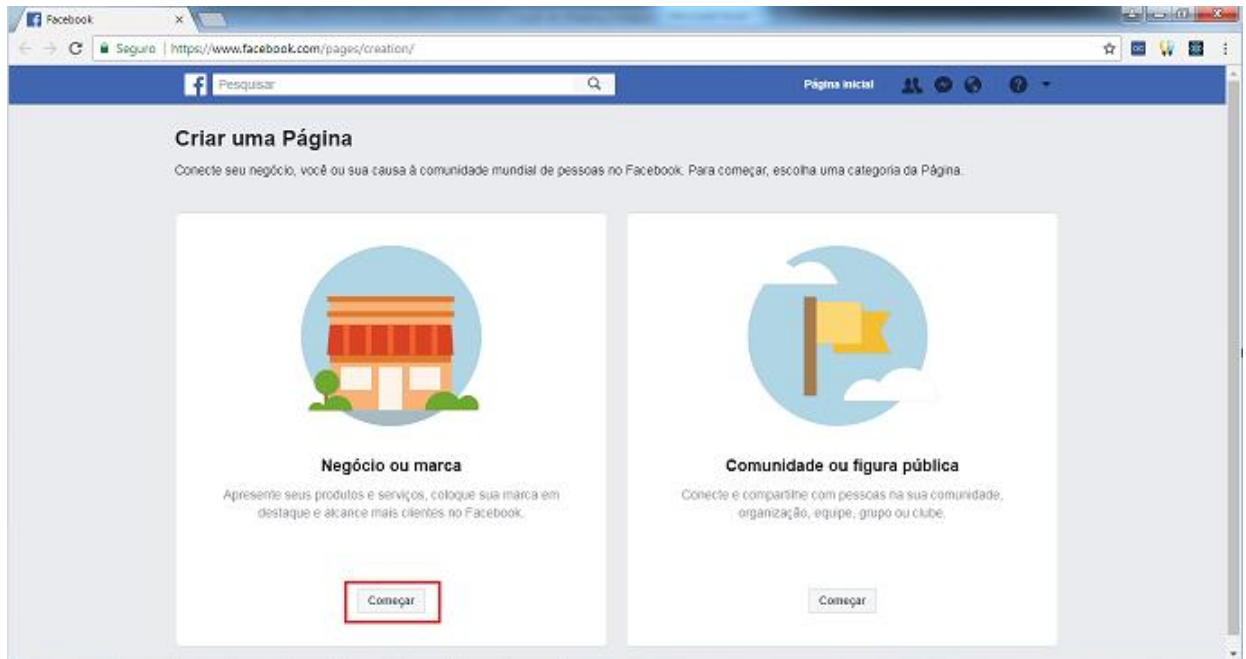 Facebook
Seguro | https://www.facebook.com/pages/creation/
Pesquisar
Página inicial
Criar uma Página
Conecte seu negócio, você ou sua causa à comunidade mundial de pessoas no Facebook. Para começar, escolha uma categoria da Página.
Negócio ou marca
Apresente seus produtos e serviços, coloque sua marca em
destaque e alcance mais clientes no Facebook.
Começar
Comunidade ou figura pública
Conecte e compartilhe com pessoas na sua comunidade,
organização, equipe, grupo ou clube.
Começar